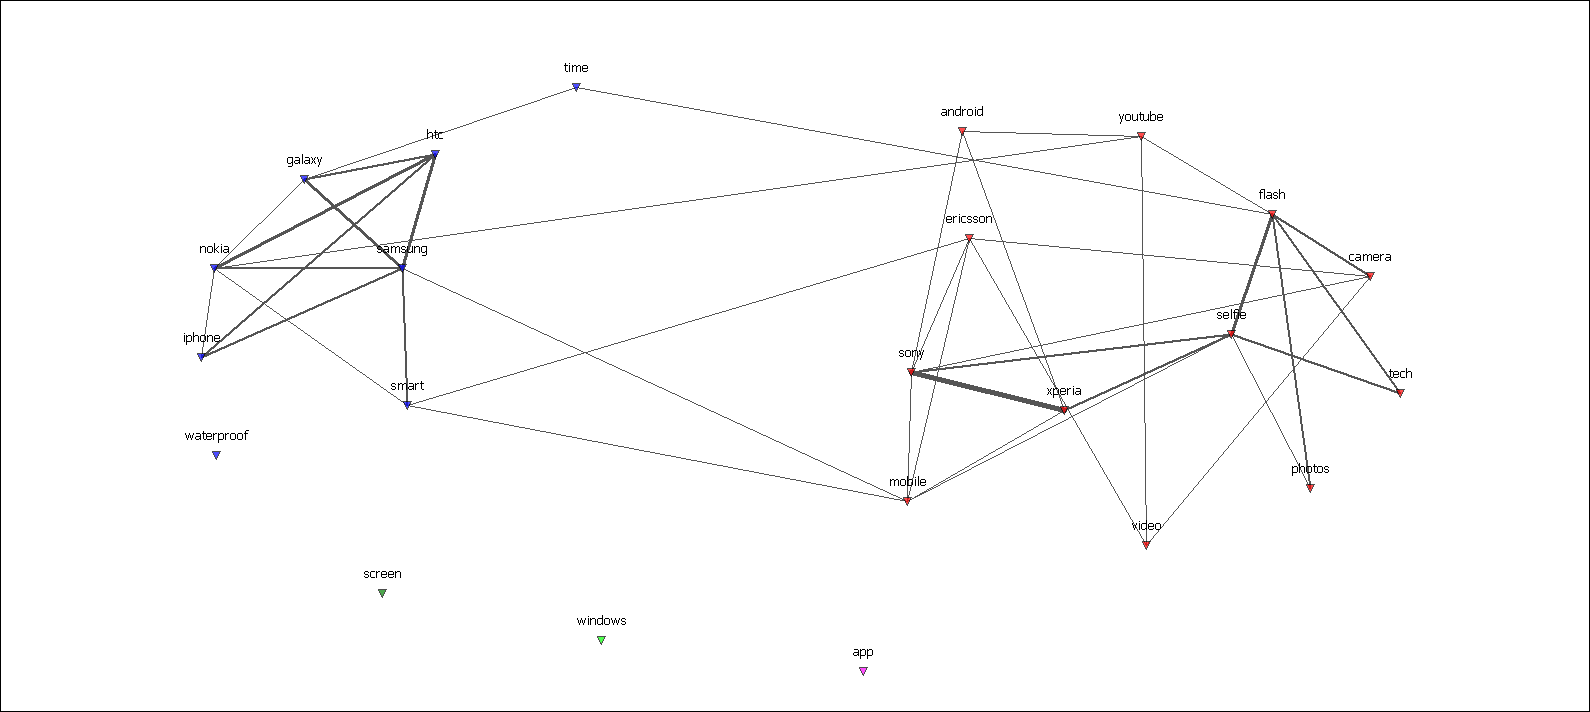 time
android
youtube
htc
galaxy
flash
ericsson
nokia
samsung
camera
selfie
iphone
sony
tech
smart
xperia
waterproof
photos
mobile
video
screen
windows
app